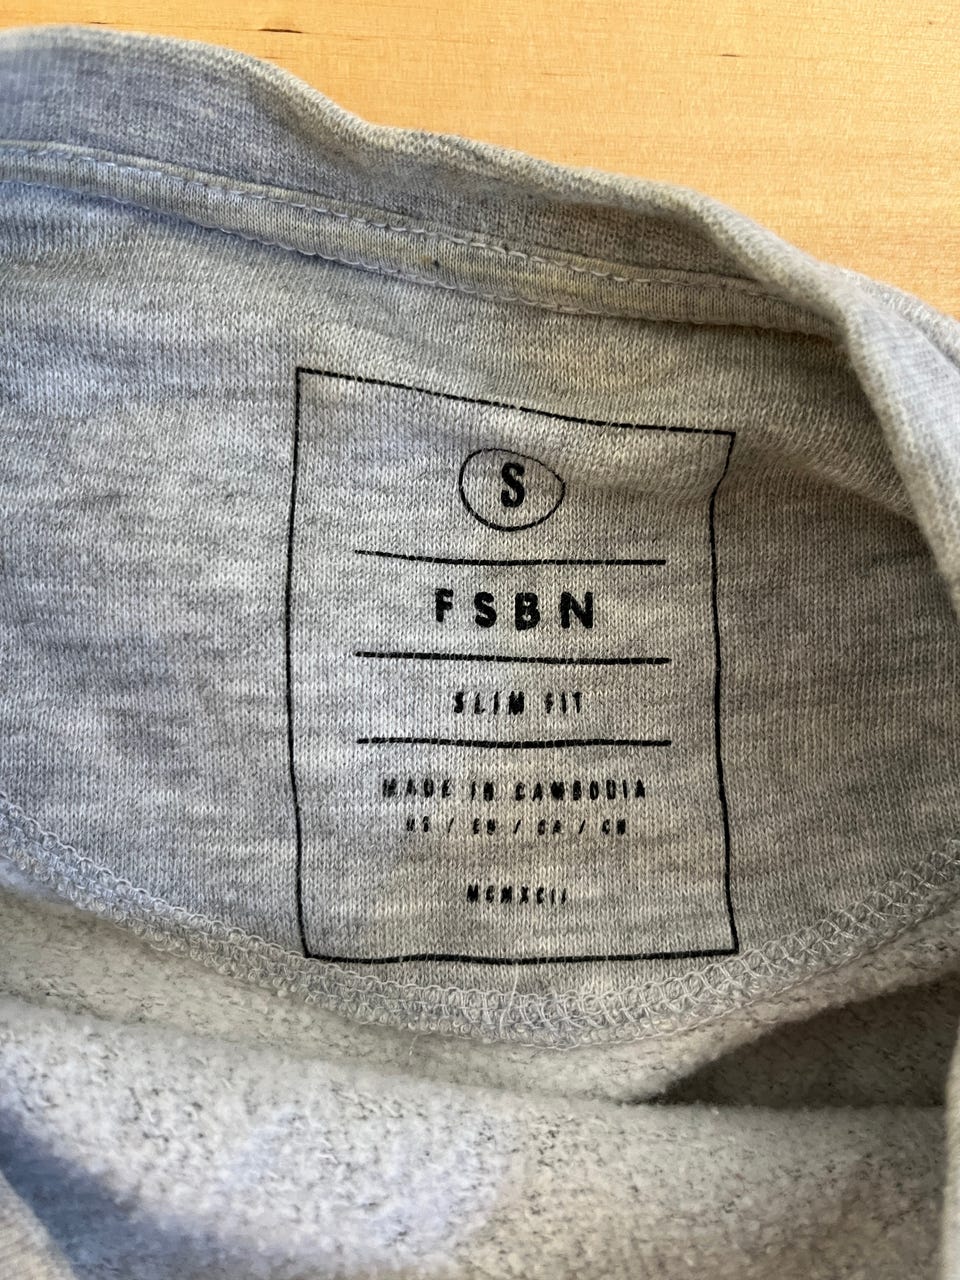 S
FSBN
SLIM FIT
MADE IN CAMBODIA
US / EU / CA / CN
MCMXCII